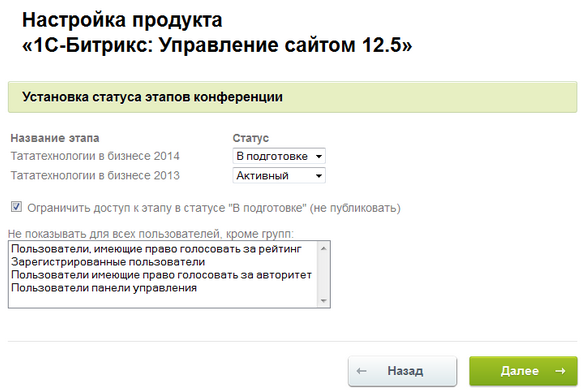 Настройка продукта
«1С-Битрикс: Управление сайтом 12.5»
Установка статуса этапов конференции
Название этапа Статус
Тататехнологии в бизнесе 2014 В подготовке
Тататехнологии в бизнесе 2013 Активный
Ограничить доступ к этапу в статусе "В подготовке" (не публиковать)
Не показывать для всех пользователей, кроме групп:
Пользователи, имеющие право голосовать за рейтинг
Зарегистрированные пользователи
Пользователи имеющие право голосовать за авторитет
Пользователи панели управления
← Назад Далее →